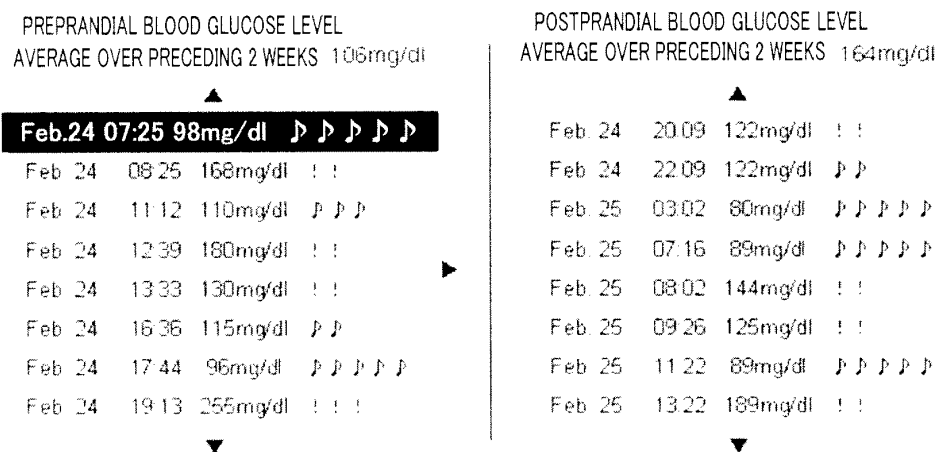 PREPRANDIAL BLOOD GLUCOSE LEVEL
AVERAGE OVER PRECEDING 2 WEEKS 106mg/dl
▲
Feb.24 07:25 98mg/dl ♪ ♪ ♪ ♪ ♪
Feb 24 08:25 168mg/dl ! !
Feb 24 11:12 110mg/dl ♪ ♪ ♪
Feb 24 12:39 180mg/dl ! !
Feb 24 13:33 130mg/dl ! !
Feb 24 16:36 115mg/dl ♪ ♪
Feb 24 17:44 96mg/dl ♪ ♪ ♪ ♪ ♪
Feb 24 19:13 255mg/dl ! ! !
▼
▶
POSTPRANDIAL BLOOD GLUCOSE LEVEL
AVERAGE OVER PRECEDING 2 WEEKS 164mg/dl
▲
Feb. 24 20:09 122mg/dl ! !
Feb. 24 22:09 122mg/dl ♪ ♪
Feb. 25 03:02 80mg/dl ♪ ♪ ♪ ♪ ♪
Feb. 25 07:16 89mg/dl ♪ ♪ ♪ ♪ ♪
Feb. 25 08:02 144mg/dl ! !
Feb. 25 09:26 125mg/dl ! !
Feb. 25 11:22 89mg/dl ♪ ♪ ♪ ♪ ♪
Feb. 25 13:22 189mg/dl ! !
▼